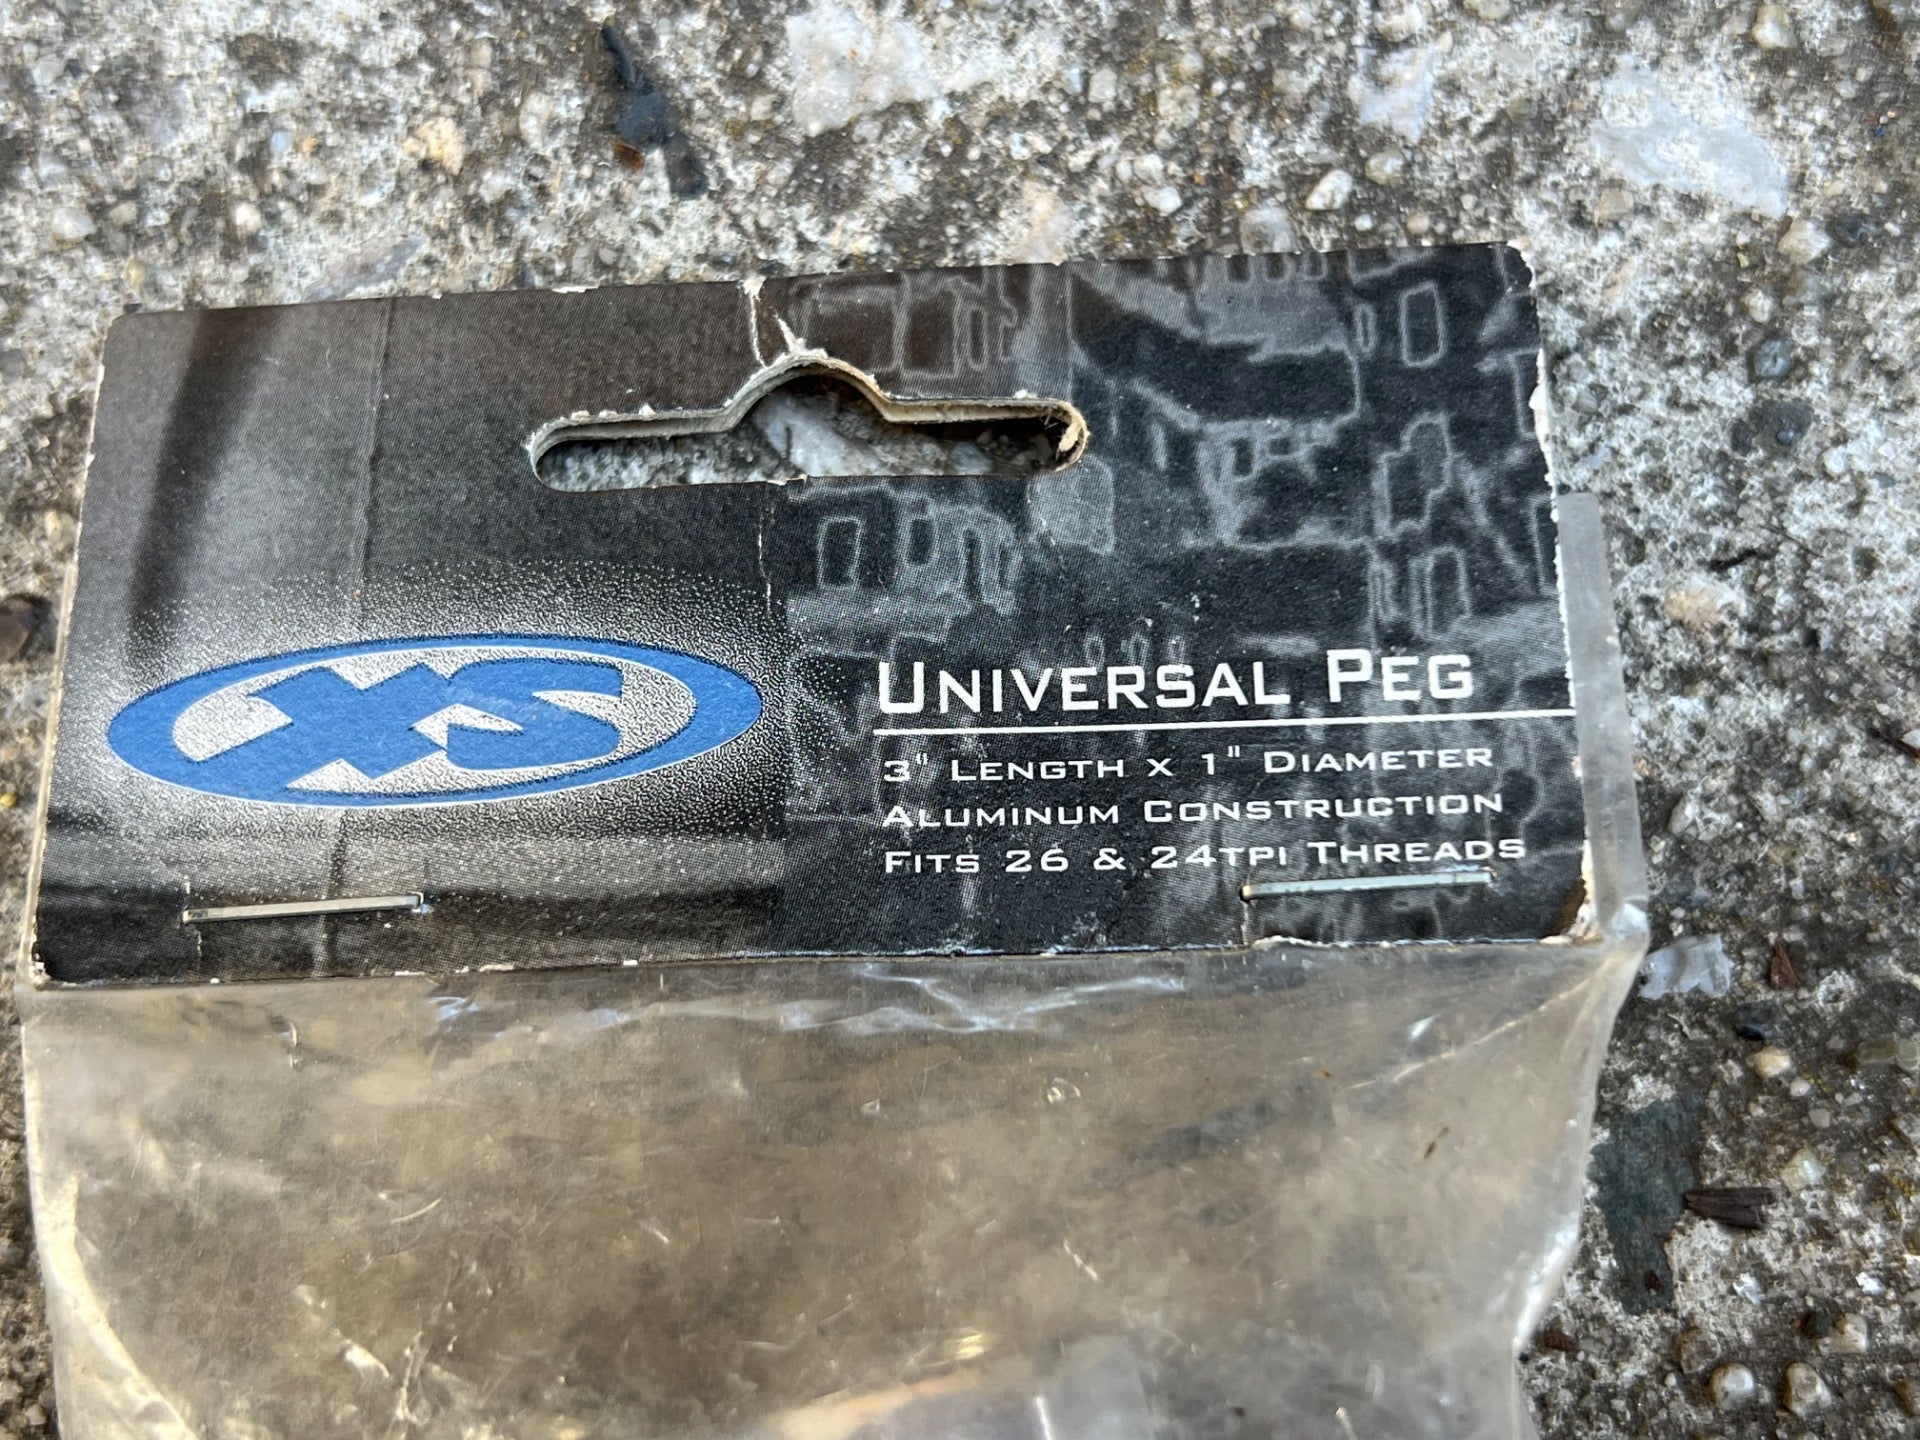 XS
UNIVERSAL PEG
3" LENGTH X 1" DIAMETER
ALUMINUM CONSTRUCTION
FITS 26 & 24TPI THREADS